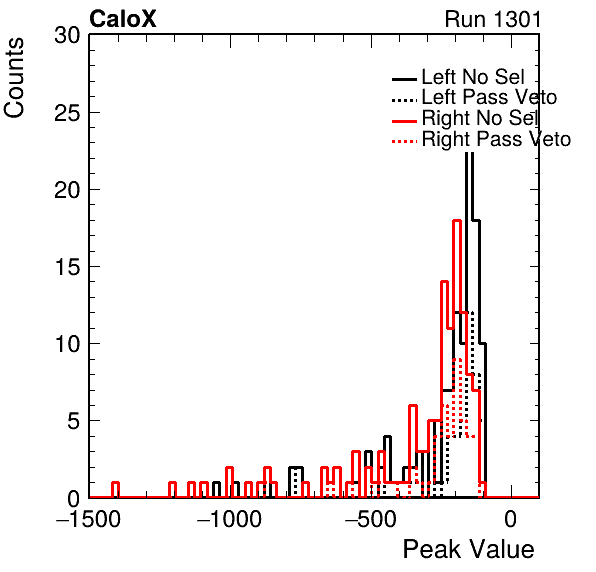 CaloX Run 1301
Counts
30
25
20
15
10
5
0
Left No Sel
Left Pass Veto
Right No Sel
Right Pass Veto
−1500 −1000 −500 0
Peak Value